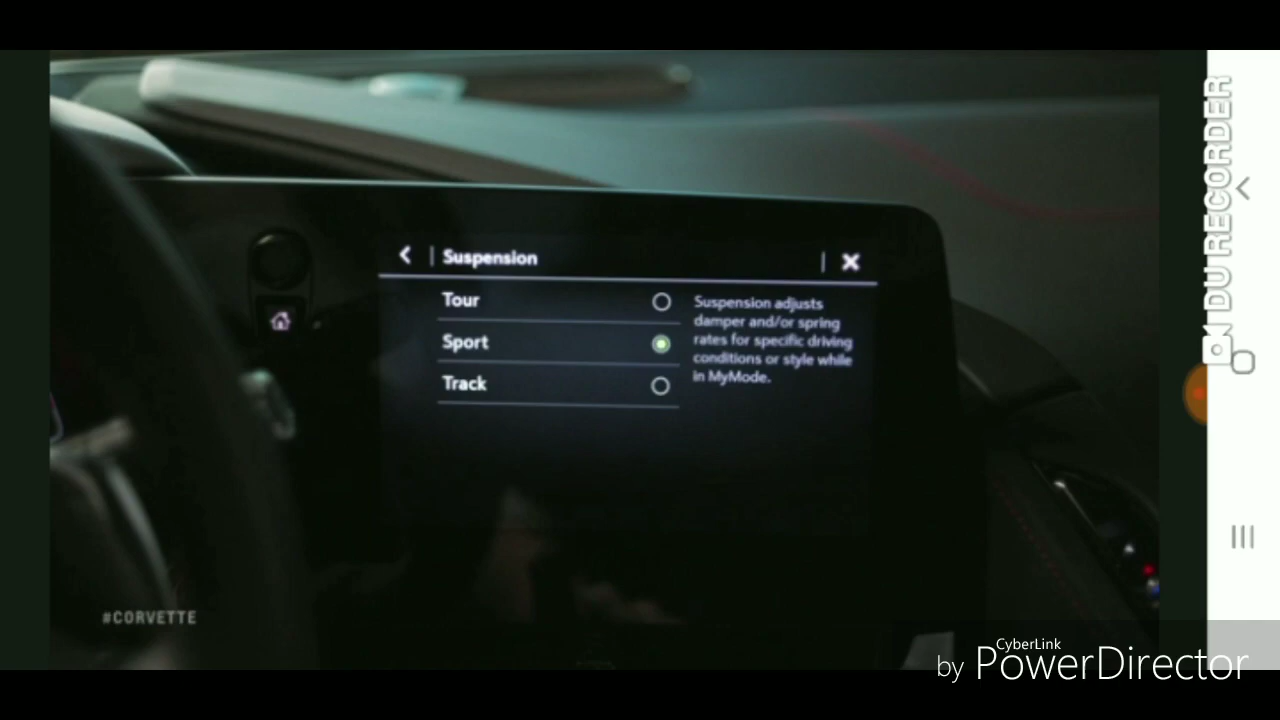 Suspension
Tour
Sport
Track
Suspension adjusts
damper and/or spring
rates for specific driving
conditions or style while
in MyMode.
#CORVETTE
DU RECORDER
CyberLink
by PowerDirector